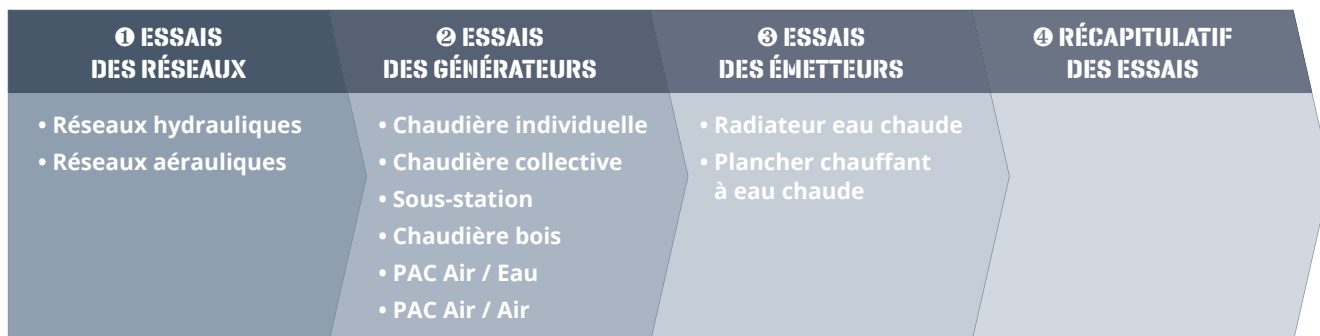 ❶ ESSAIS
DES RÉSEAUX
• Réseaux hydrauliques
• Réseaux aérauliques
❷ ESSAIS
DES GÉNÉRATEURS
• Chaudière individuelle
• Chaudière collective
• Sous-station
• Chaudière bois
• PAC Air / Eau
• PAC Air / Air
❸ ESSAIS
DES ÉMETTEURS
• Radiateur eau chaude
• Plancher chauffant
à eau chaude
❹ RÉCAPITULATIF
DES ESSAIS